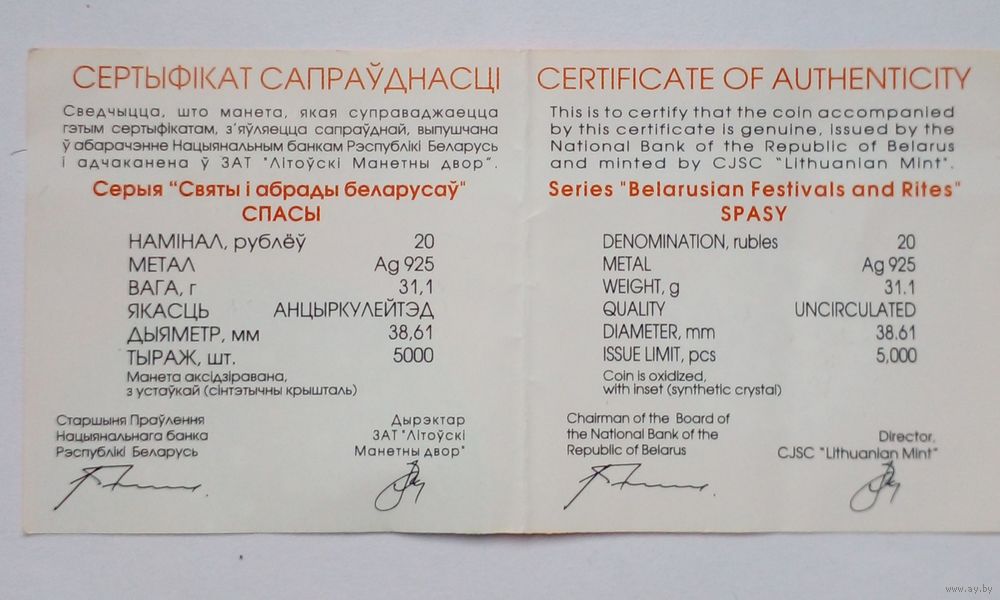 СЕРТЫФІКАТ САПРАЎДНАСЦІ
Сведчыцца, што манета, якая суправаджаецца
гэтым сертыфікатам, з’яўляецца сапраўднай, выпушчана
ў абарачэнне Нацыянальным банкам Рэспублікі Беларусь
і адчаканена ў ЗАТ "Літоўскі Манетны двор".
Серыя “Святы і абрады беларусаў"
СПАСЫ
НАМІНАЛ, рублёў 20
МЕТАЛ Ag 925
ВАГА, г 31,1
ЯКАСЦЬ АНЦЫРКУЛЕЙТЭД
ДЫЯМЕТР, мм 38,61
ТЫРАЖ, шт. 5000
Манета аксідзіравана,
з устаўкай (сінтэтычны крышталь)
Старшыня Праўлення
Нацыянальнага банка
Рэспублікі Беларусь
Дырэктар
ЗАТ "Літоўскі
Манетны двор"
CERTIFICATE OF AUTHENTICITY
This is to certify that the coin accompanied
by this certificate is genuine, issued by the
National Bank of the Republic of Belarus
and minted by CJSC “Lithuanian Mint".
Series "Belarusian Festivals and Rites"
SPASY
DENOMINATION, rubles 20
METAL Ag 925
WEIGHT, g 31.1
QUALITY UNCIRCULATED
DIAMETER, mm 38.61
ISSUE LIMIT, pcs 5,000
Coin is oxidized,
with inset (synthetic crystal)
Chairman of the Board of
the National Bank of the
Republic of Belarus
Director,
CJSC “Lithuanian Mint"
www.ay.by